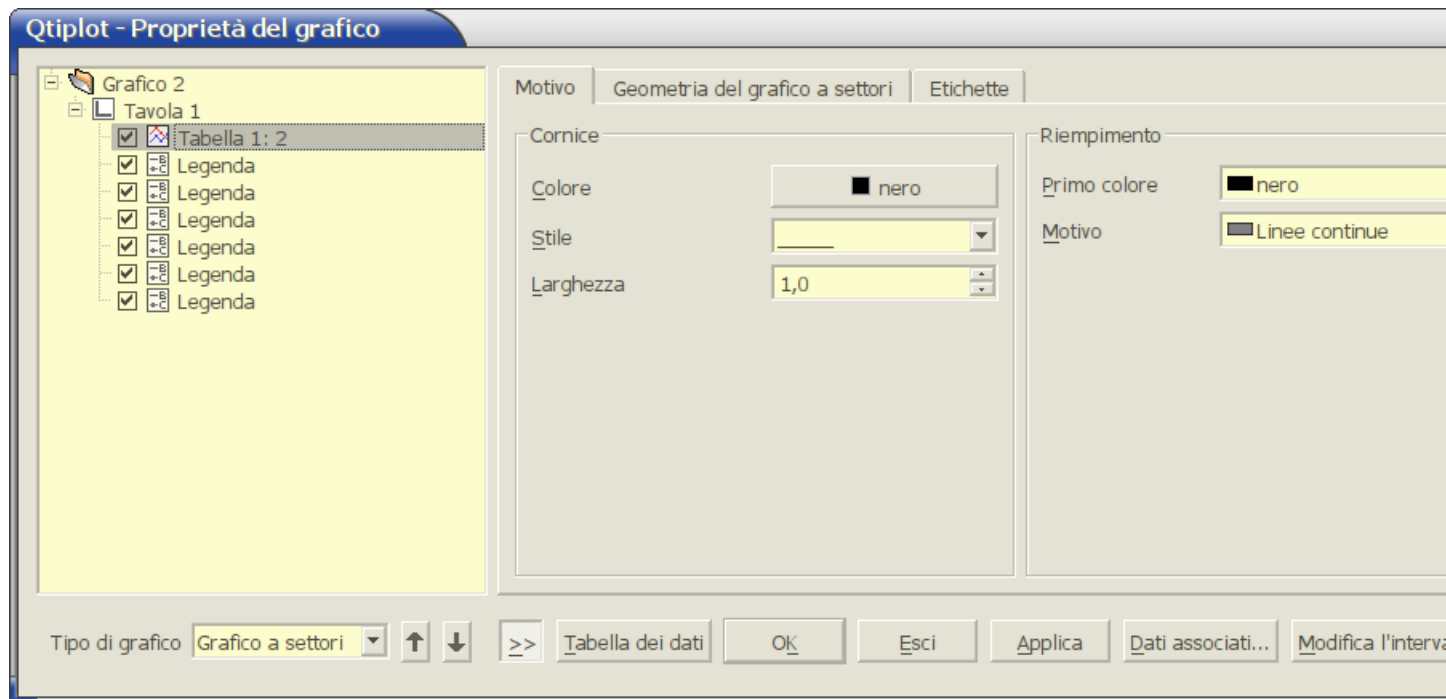 Qtiplot - Proprietà del grafico
Grafico 2
Tavola 1
Tabella 1: 2
Legenda
Legenda
Legenda
Legenda
Legenda
Legenda
Motivo
Geometria del grafico a settori
Etichette
Cornice
Colore
nero
Stile
Larghezza
1,0
Riempimento
Primo colore
nero
Motivo
Linee continue
Tipo di grafico
Grafico a settori
>>
Tabella dei dati
OK
Esci
Applica
Dati associati...
Modifica l'interva